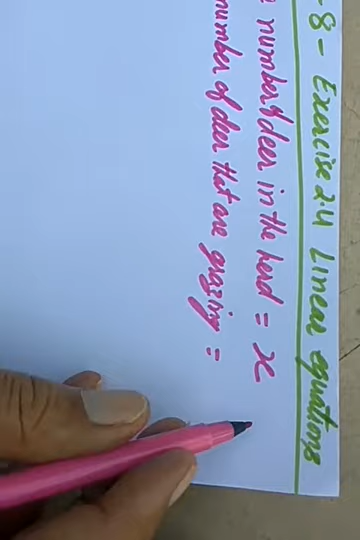 -8 - Exercise 2.4 Linear equations
number of deer in the herd = x
number of deer that are grazing =